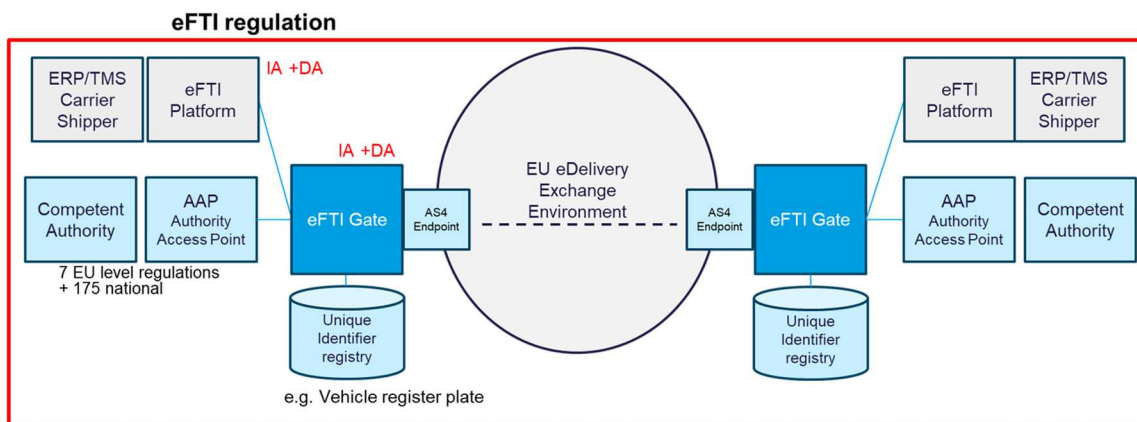 eFTI regulation
ERP/TMS
Carrier
Shipper
eFTI
Platform
IA +DA
Competent
Authority
AAP
Authority
Access Point
7 EU level regulations
+ 175 national
IA +DA
eFTI Gate
AS4
Endpoint
Unique
Identifier
registry
e.g. Vehicle register plate
EU eDelivery
Exchange
Environment
AS4
Endpoint
eFTI Gate
Unique
Identifier
registry
eFTI
Platform
ERP/TMS
Carrier
Shipper
AAP
Authority
Access Point
Competent
Authority